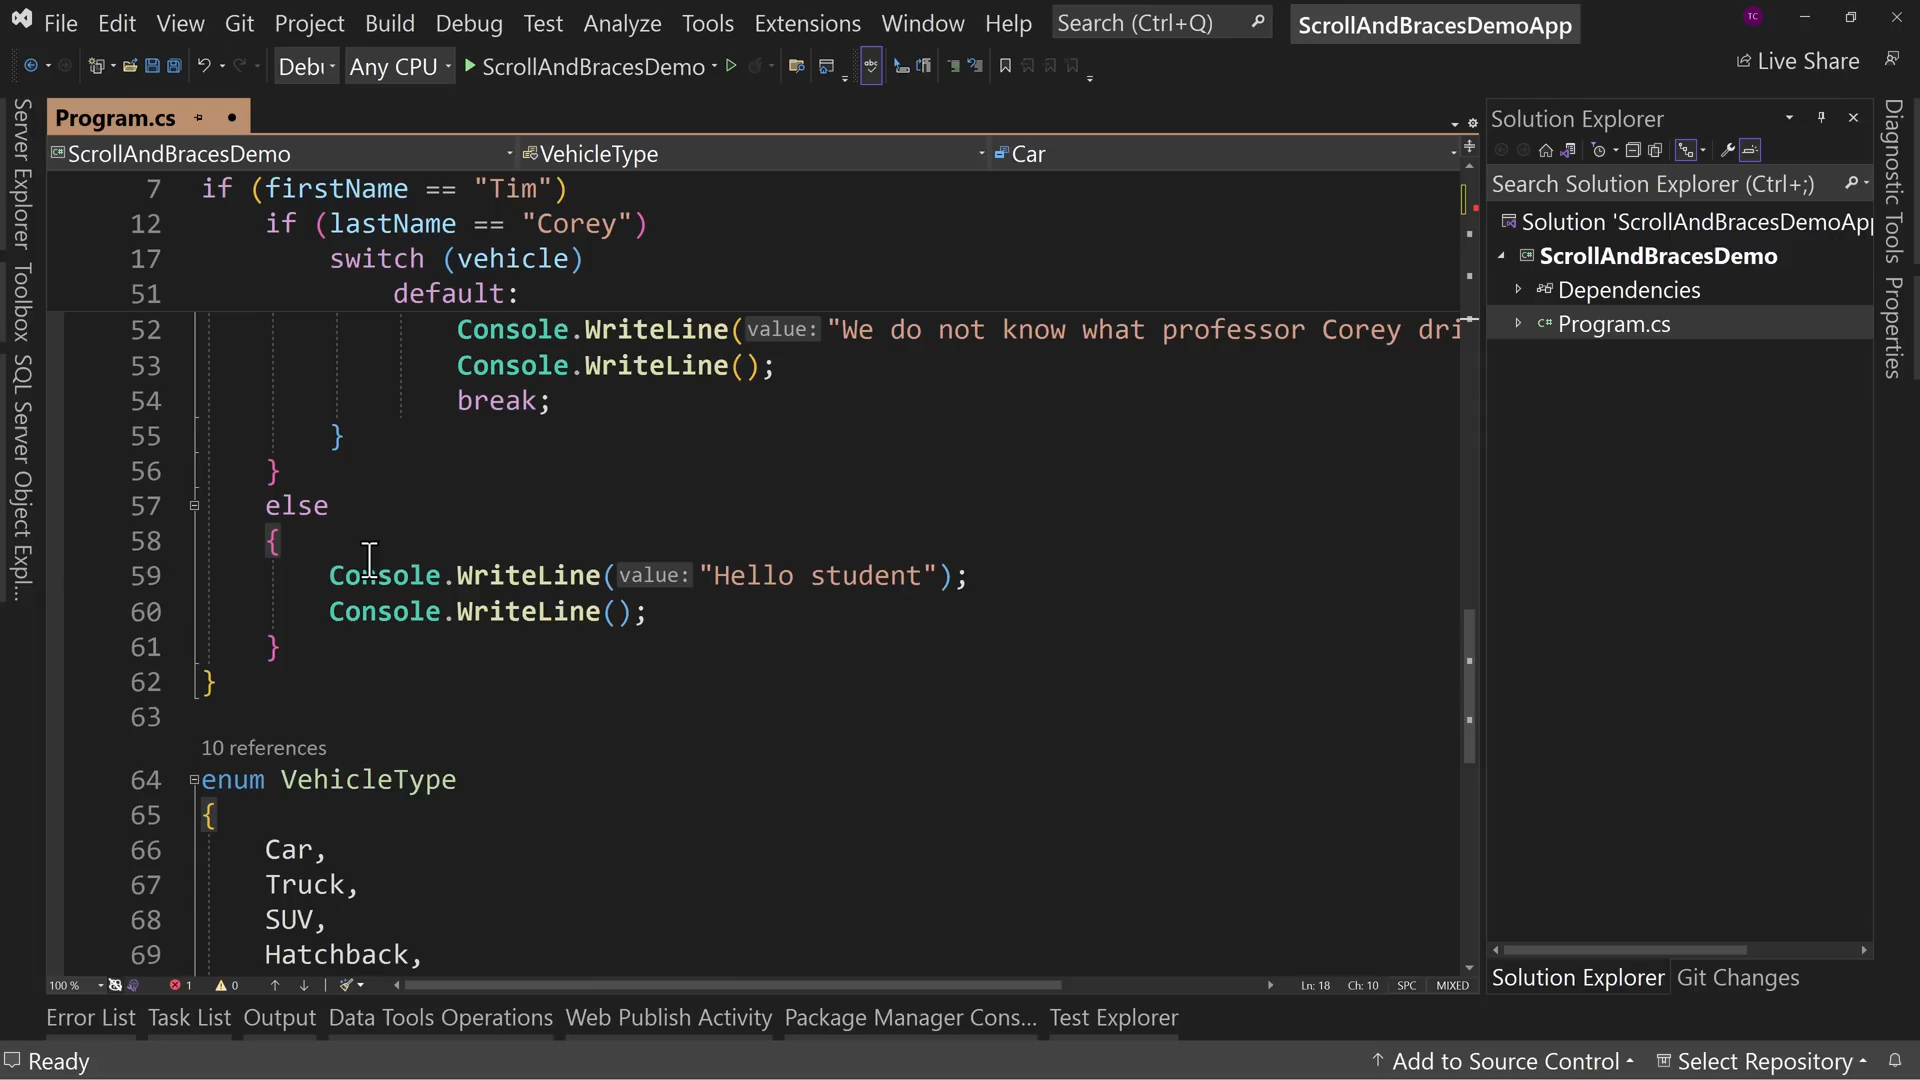 File Edit View Git Project Build Debug Test Analyze Tools Extensions Window Help Search (Ctrl+Q) ScrollAndBracesDemoApp TC
Debu Any CPU ScrollAndBracesDemo abc Live Share
Program.cs
ScrollAndBracesDemo VehicleType Car
7 if (firstName == "Tim")
12 if (lastName == "Corey")
17 switch (vehicle)
51 default:
52 Console.WriteLine(value: "We do not know what professor Corey dri
53 Console.WriteLine();
54 break;
55 }
56 }
57 else
58 {
59 Console.WriteLine(value: "Hello student");
60 Console.WriteLine();
61 }
62 }
63
10 references
64 enum VehicleType
65 {
66 Car,
67 Truck,
68 SUV,
69 Hatchback,
100 % 1 0 Ln: 18 Ch: 10 SPC MIXED
Server Explorer
Toolbox
SQL Server Object Expl...
Solution Explorer
Search Solution Explorer (Ctrl+;)
Solution 'ScrollAndBracesDemoApp
ScrollAndBracesDemo
Dependencies
C# Program.cs
Solution Explorer Git Changes
Diagnostic Tools
Properties
Error List Task List Output Data Tools Operations Web Publish Activity Package Manager Cons... Test Explorer
Ready Add to Source Control Select Repository